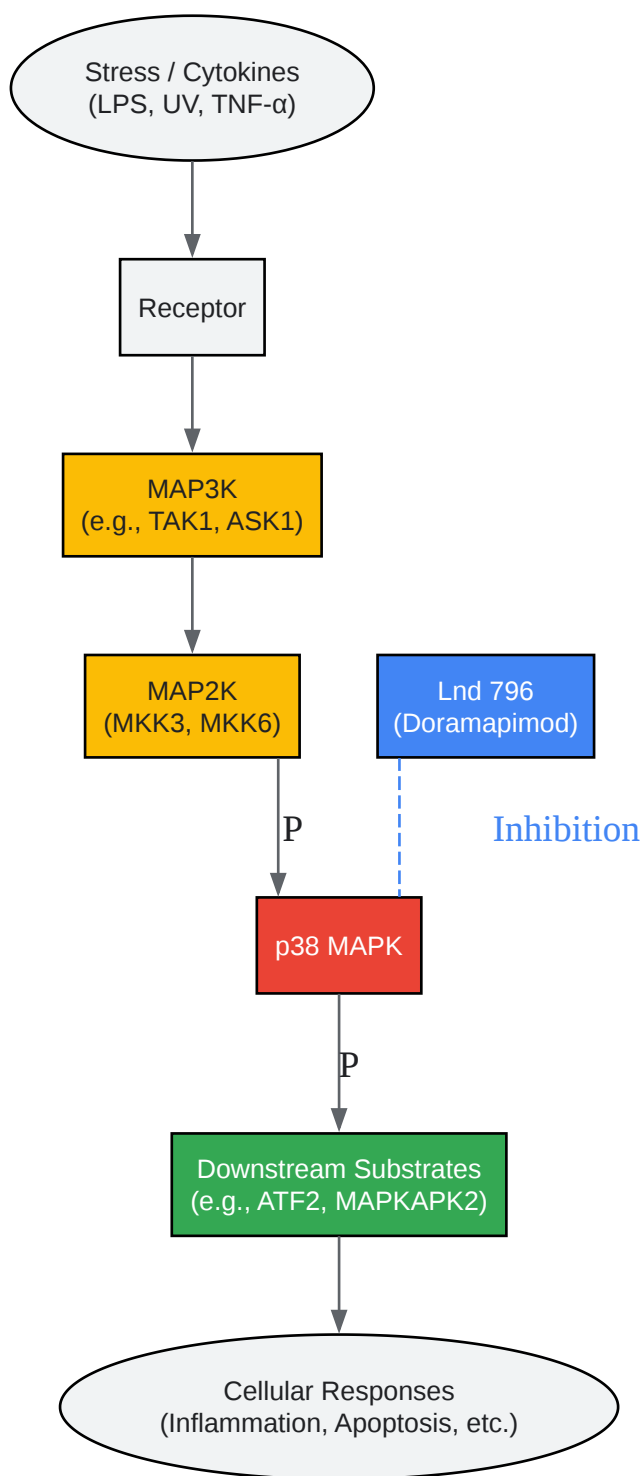 Stress / Cytokines
(LPS, UV, TNF-α)
Receptor
MAP3K
(e.g., TAK1, ASK1)
MAP2K
(MKK3, MKK6)
Lnd 796
(Doramapimod)
P
Inhibition
p38 MAPK
P
Downstream Substrates
(e.g., ATF2, MAPKAPK2)
Cellular Responses
(Inflammation, Apoptosis, etc.)